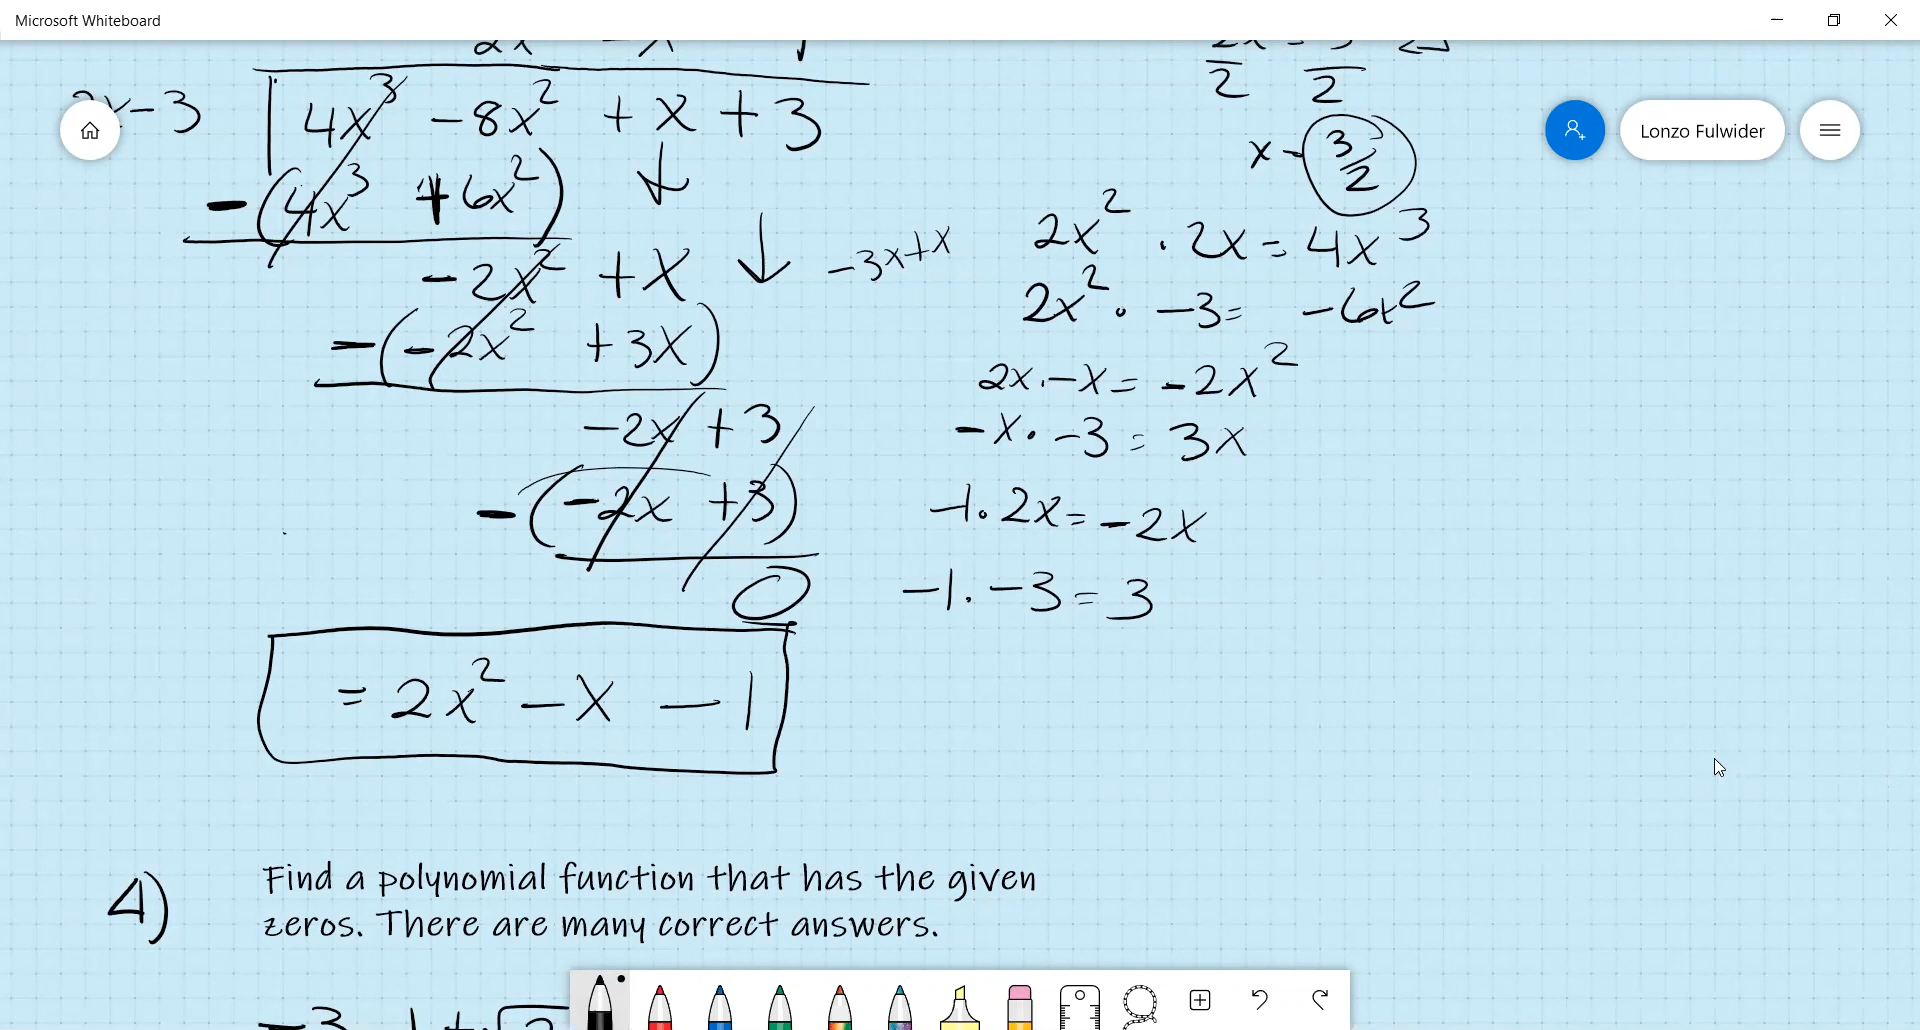 Microsoft Whiteboard
Lonzo Fulwider
x - 3
4x³ - 8x² + x + 3
-(4x³ + 6x²)
-2x² + x
-3x+x
-(-2x² + 3x)
-2x + 3
-(-2x + 3)
0
= 2x² - x - 1
2 2
x - 3/2
2x² · 2x = 4x³
2x² · -3 = -6x²
2x · -x = -2x²
-x · -3 = 3x
-1 · 2x = -2x
-1 · -3 = 3
4) Find a polynomial function that has the given
zeros. There are many correct answers.